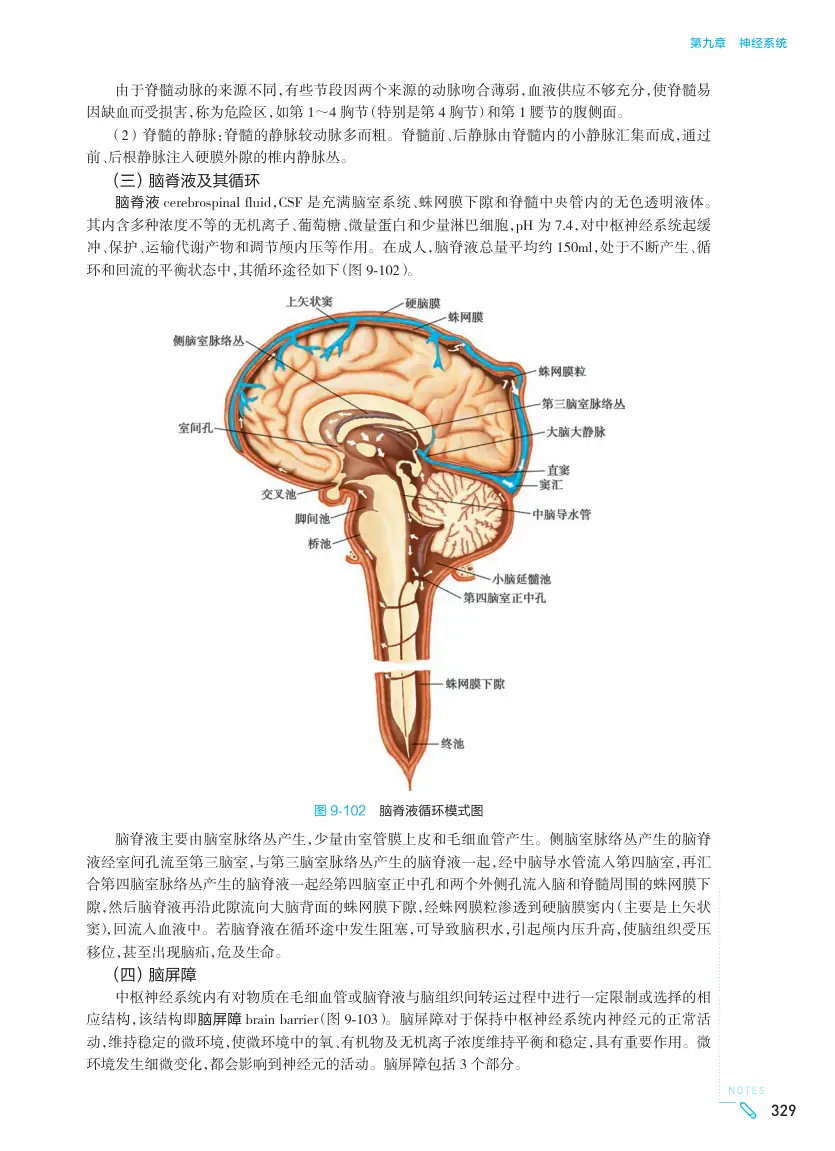 第九章 神经系统
由于脊髓动脉的来源不同,有些节段因两个来源的动脉吻合薄弱,血液供应不够充分,使脊髓易
因缺血而受损害,称为危险区,如第 1～4 胸节(特别是第 4 胸节)和第 1 腰节的腹侧面。
(2) 脊髓的静脉:脊髓的静脉较动脉多而粗。脊髓前、后静脉由脊髓内的小静脉汇集而成,通过
前、后根静脉注入硬膜外隙的椎内静脉丛。
(三) 脑脊液及其循环
脑脊液 cerebrospinal fluid,CSF 是充满脑室系统、蛛网膜下隙和脊髓中央管内的无色透明液体。
其内含多种浓度不等的无机离子、葡萄糖、微量蛋白和少量淋巴细胞,pH 为 7.4,对中枢神经系统起缓
冲、保护、运输代谢产物和调节颅内压等作用。在成人,脑脊液总量平均约 150ml,处于不断产生、循
环和回流的平衡状态中,其循环途径如下(图 9-102)。
上矢状窦
硬脑膜
蛛网膜
侧脑室脉络丛
蛛网膜粒
第三脑室脉络丛
室间孔
大脑大静脉
直窦
窦汇
交叉池
脚间池
中脑导水管
桥池
小脑延髓池
第四脑室正中孔
蛛网膜下隙
终池
图 9-102 脑脊液循环模式图
脑脊液主要由脑室脉络丛产生,少量由室管膜上皮和毛细血管产生。侧脑室脉络丛产生的脑脊
液经室间孔流至第三脑室,与第三脑室脉络丛产生的脑脊液一起,经中脑导水管流入第四脑室,再汇
合第四脑室脉络丛产生的脑脊液一起经第四脑室正中孔和两个外侧孔流入脑和脊髓周围的蛛网膜下
隙,然后脑脊液再沿此隙流向大脑背面的蛛网膜下隙,经蛛网膜粒渗透到硬脑膜窦内(主要是上矢状
窦),回流入血液中。若脑脊液在循环途中发生阻塞,可导致脑积水,引起颅内压升高,使脑组织受压
移位,甚至出现脑疝,危及生命。
(四) 脑屏障
中枢神经系统内有对物质在毛细血管或脑脊液与脑组织间转运过程中进行一定限制或选择的相
应结构,该结构即脑屏障 brain barrier(图 9-103)。脑屏障对于保持中枢神经系统内神经元的正常活
动,维持稳定的微环境,使微环境中的氧、有机物及无机离子浓度维持平衡和稳定,具有重要作用。微
环境发生细微变化,都会影响到神经元的活动。脑屏障包括 3 个部分。
NOTES
329